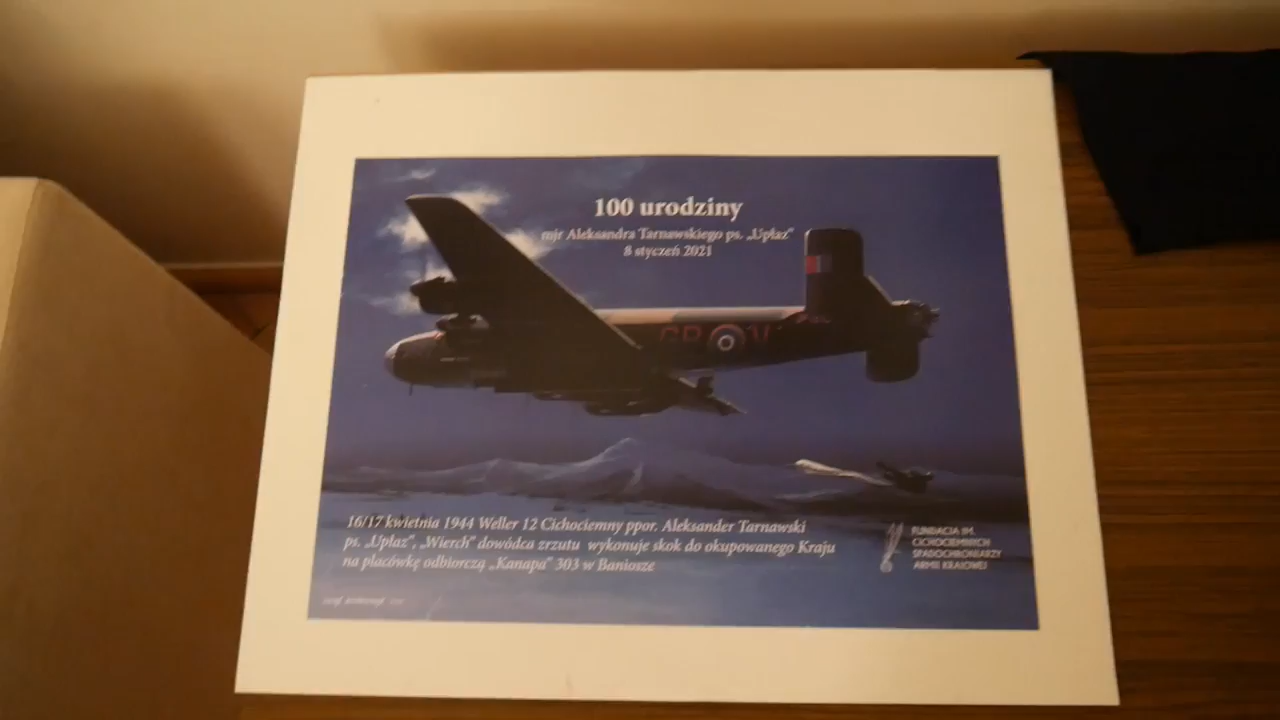 100 urodziny
mjr Aleksandra Tarnawskiego ps. „Upłaz”
8 styczeń 2021
GR V
16/17 kwietnia 1944 Weller 12 Cichociemny ppor. Aleksander Tarnawski
ps. „Upłaz”, „Wierch” dowódca zrzutu wykonuje skok do okupowanego Kraju
na placówkę odbiorczą „Kanapa” 303 w Baniosze
FUNDACJA IM.
CICHOCIEMNYCH
SPADOCHRONIARZY
ARMII KRAJOWEJ